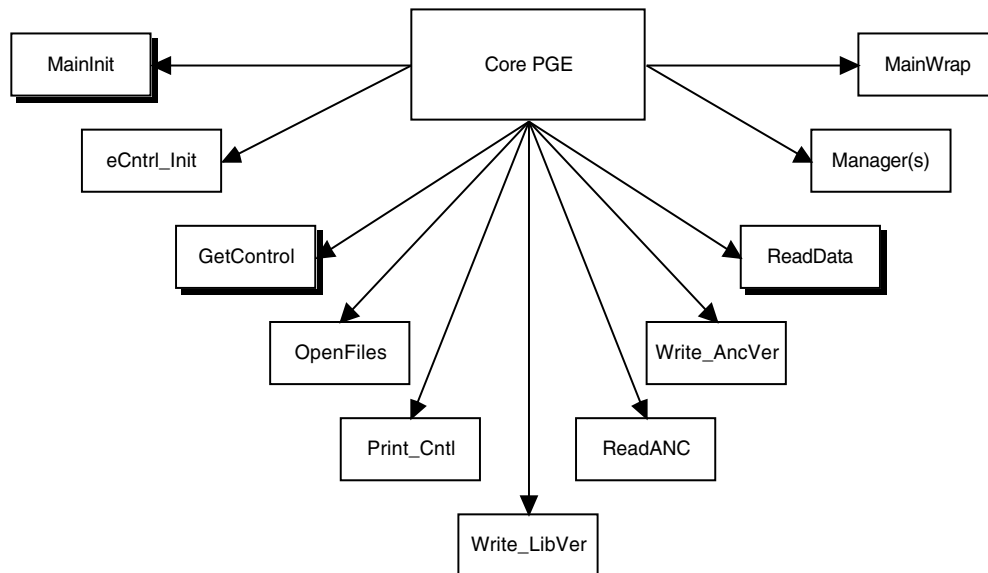 Core PGE
MainInit
MainWrap
eCntrl_Init
Manager(s)
GetControl
ReadData
OpenFiles
Write_AncVer
Print_Cntl
ReadANC
Write_LibVer